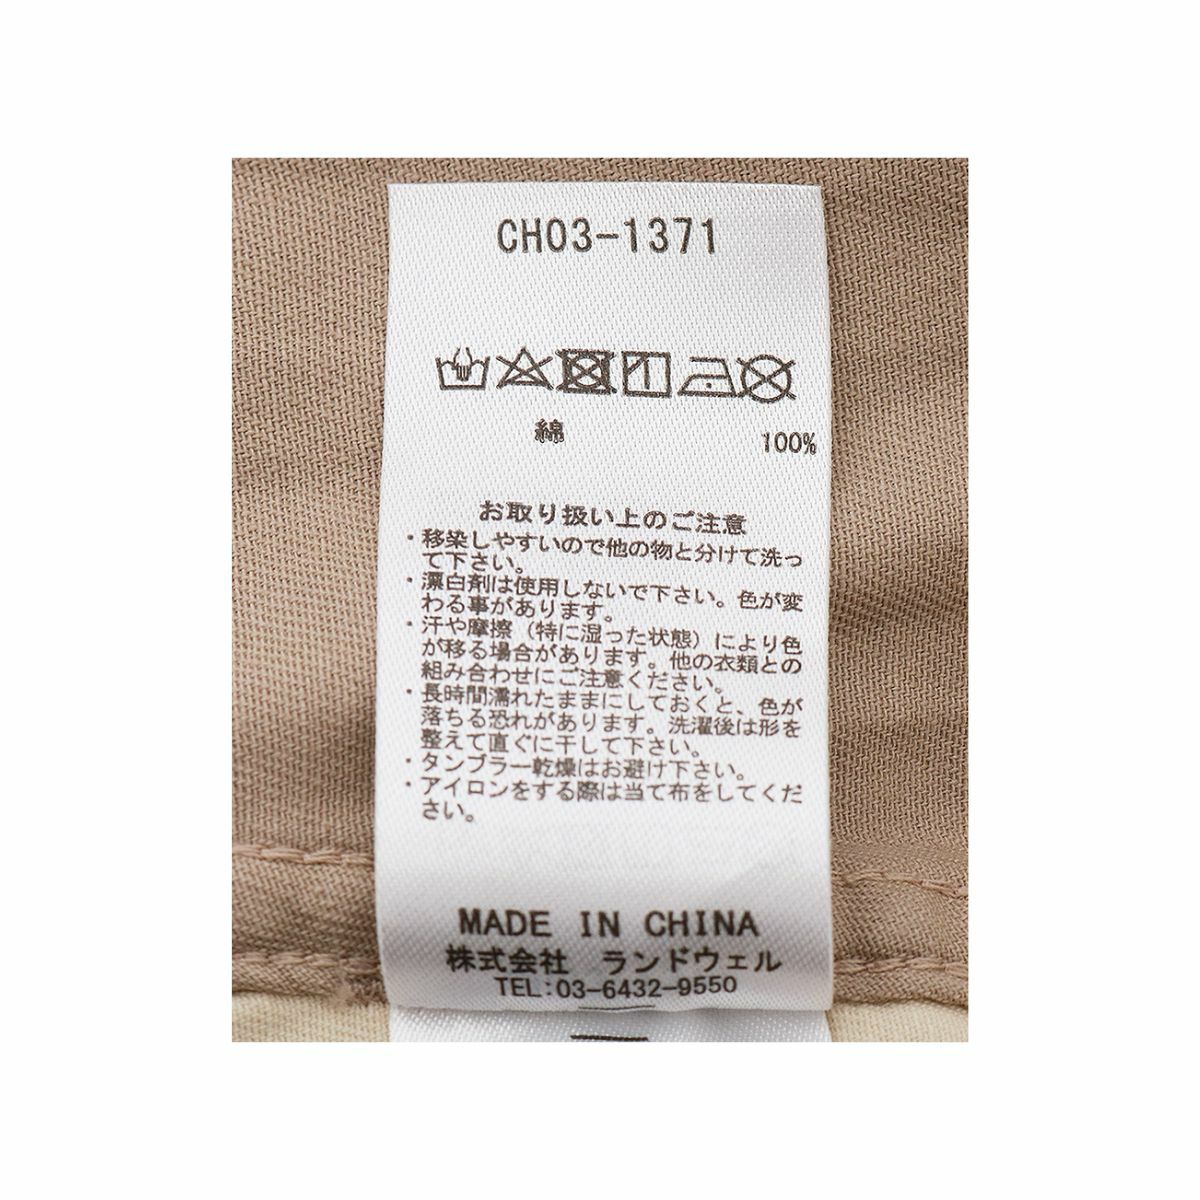 CH03-1371
綿 100%
お取り扱い上のご注意
・移染しやすいので他の物と分けて洗っ
て下さい。
・漂白剤は使用しないで下さい。色が変
わる事があります。
・汗や摩擦（特に湿った状態）により色
が移る場合があります。他の衣類との
組み合わせにご注意ください。
・長時間濡れたままにしておくと、色が
落ちる恐れがあります。洗濯後は形を
整えて直ぐに干して下さい。
・タンブラー乾燥はお避け下さい。
・アイロンをする際は当て布をしてくだ
さい。
MADE IN CHINA
株式会社 ランドウェル
TEL:03-6432-9550